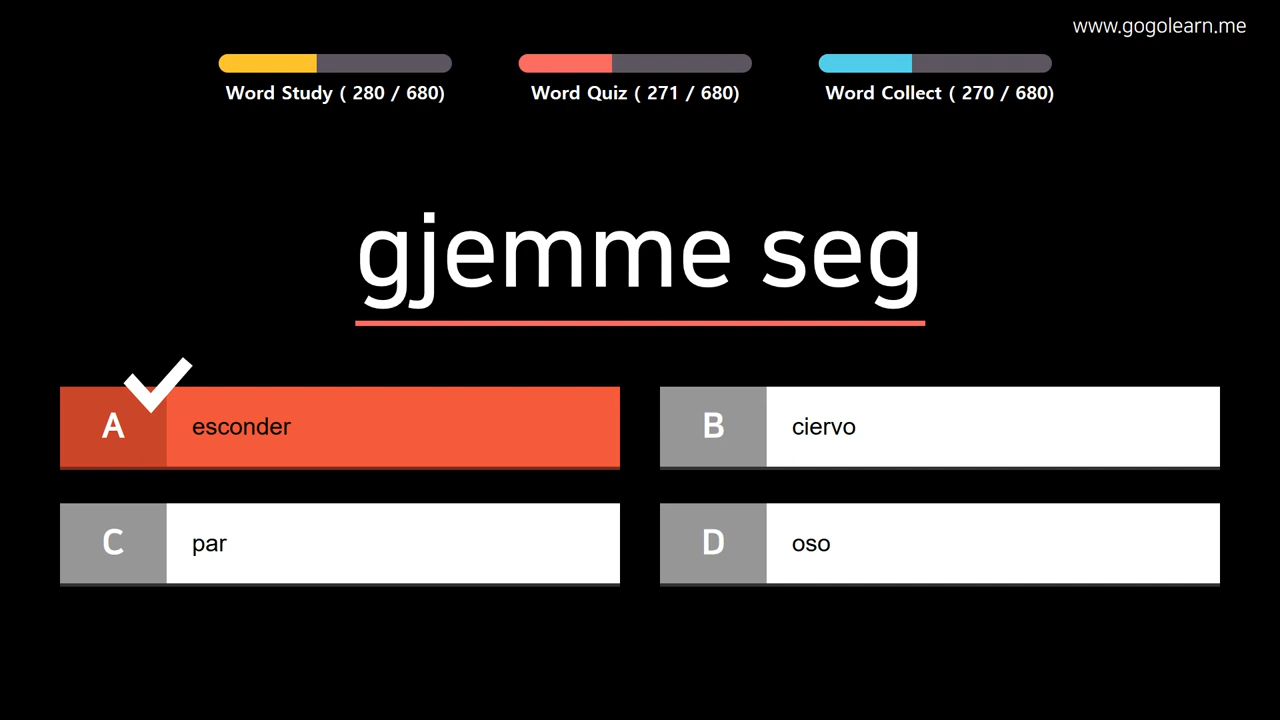 www.gogolearn.me
Word Study ( 280 / 680)
Word Quiz ( 271 / 680)
Word Collect ( 270 / 680)
gjemme seg
A esconder
B ciervo
C par
D oso